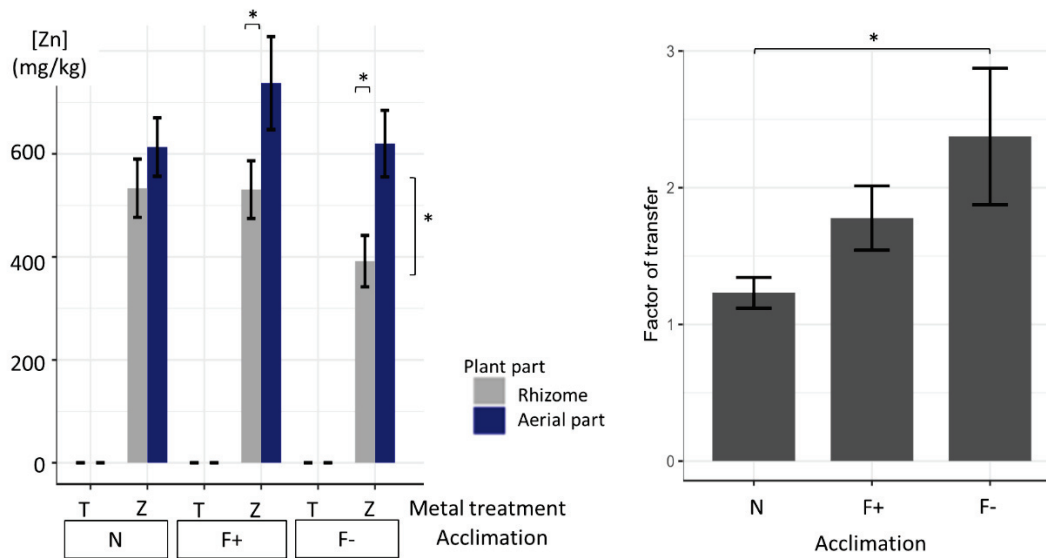 [Zn]
(mg/kg)
600
400
200
0
*
*
*
Plant part
Rhizome
Aerial part
T Z T Z T Z Metal treatment
N F+ F- Acclimation
*
3
2
1
0
Factor of transfer
N F+ F-
Acclimation